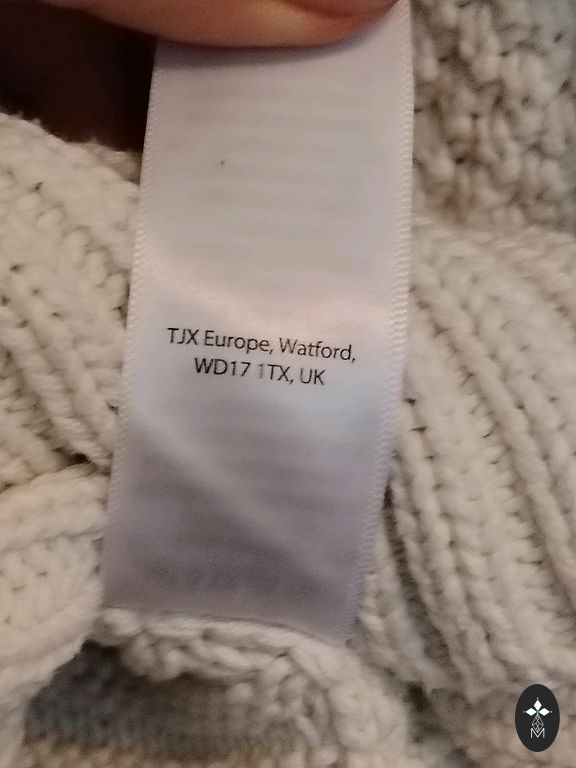 TJX Europe, Watford,
WD17 1TX, UK